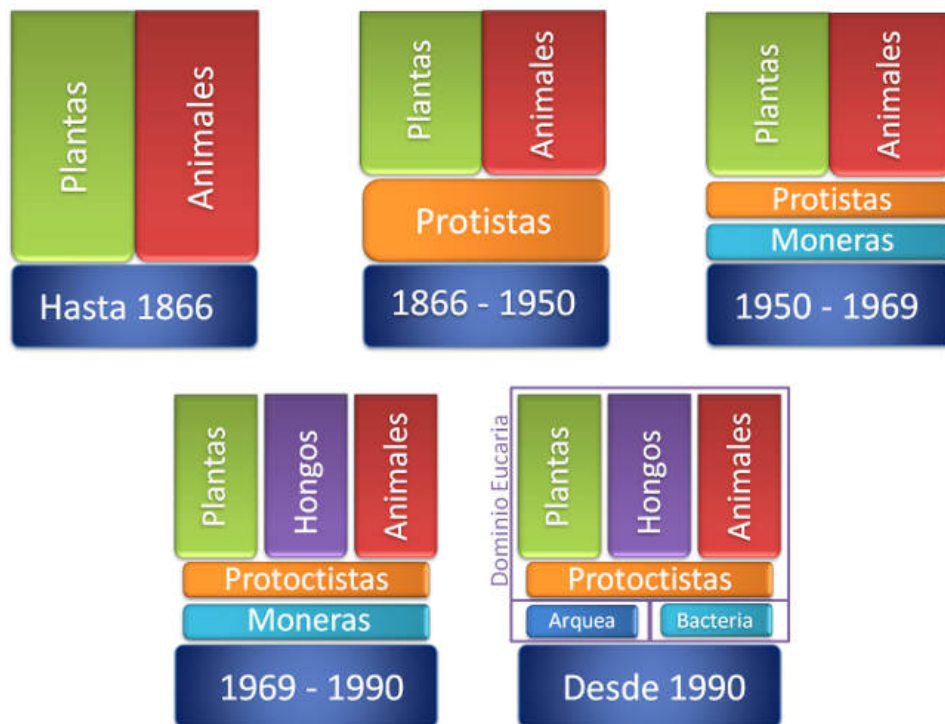 Plantas
Animales
Hasta 1866
Plantas
Animales
Protistas
1866 - 1950
Plantas
Animales
Protistas
Moneras
1950 - 1969
Plantas
Hongos
Animales
Protoctistas
Moneras
1969 - 1990
Dominio Eucaria
Plantas
Hongos
Animales
Protoctistas
Arquea
Bacteria
Desde 1990